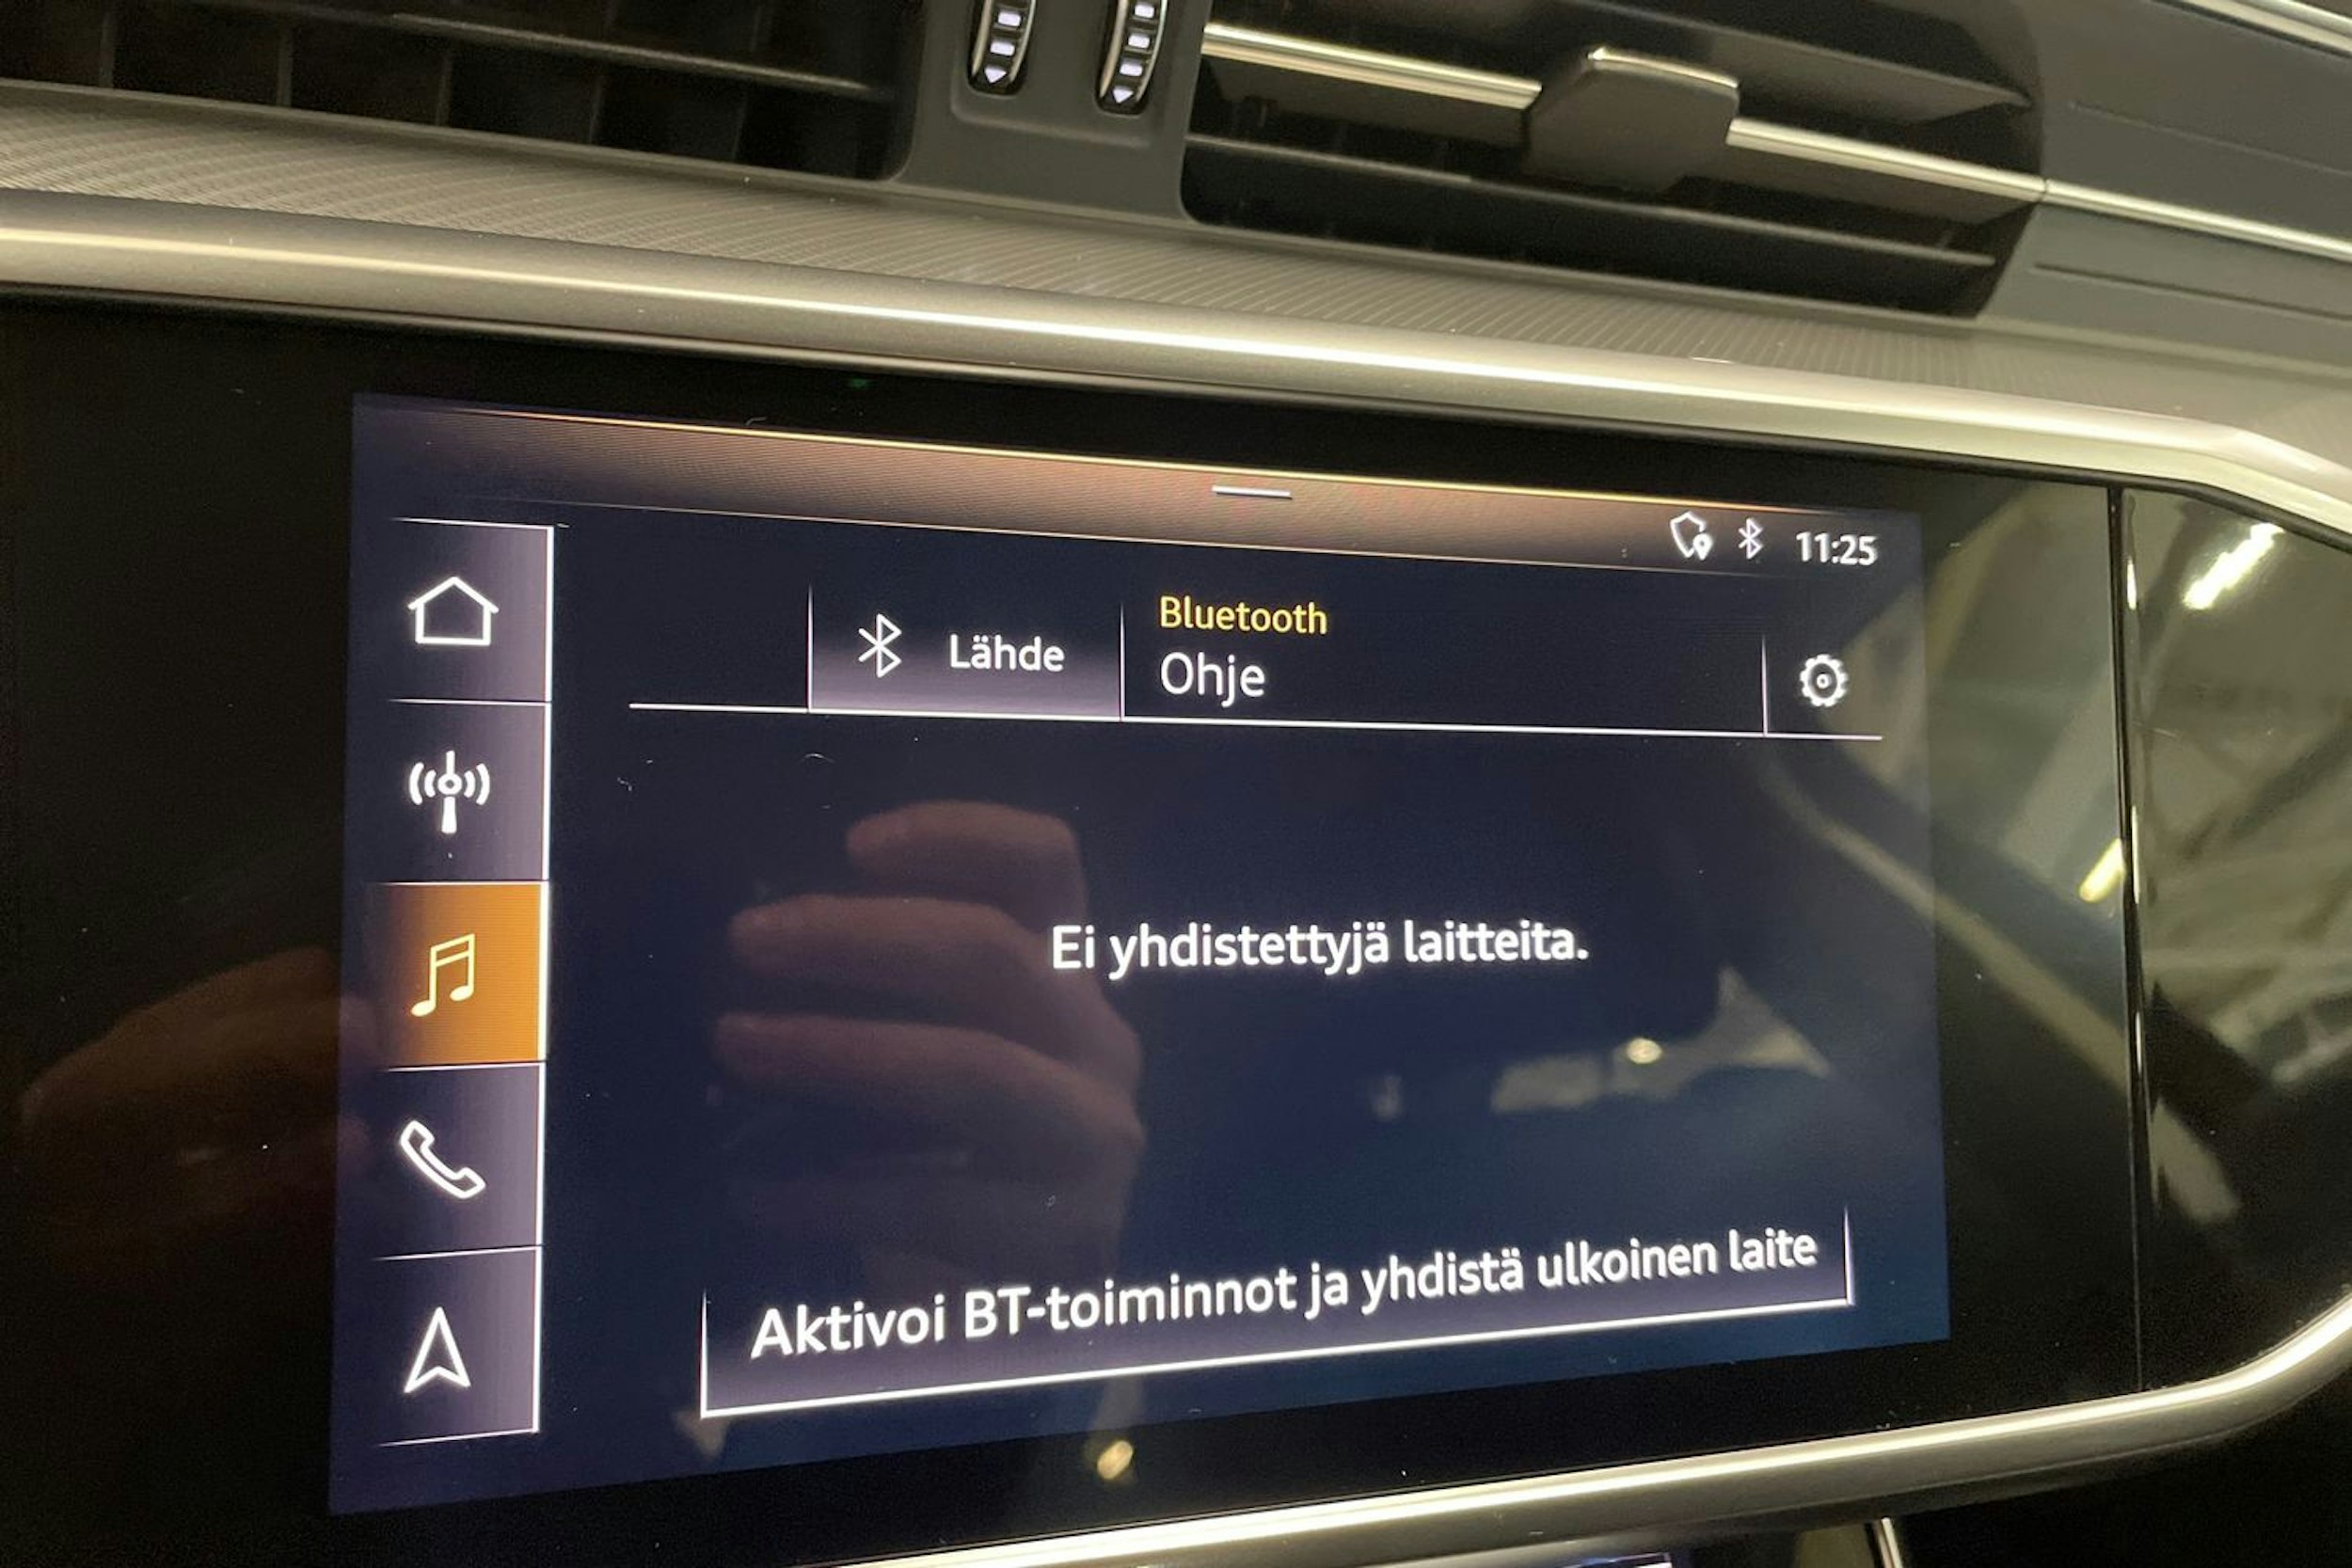 11:25
Lähde
Bluetooth
Ohje
Ei yhdistettyjä laitteita.
Aktivoi BT-toiminnot ja yhdistä ulkoinen laite